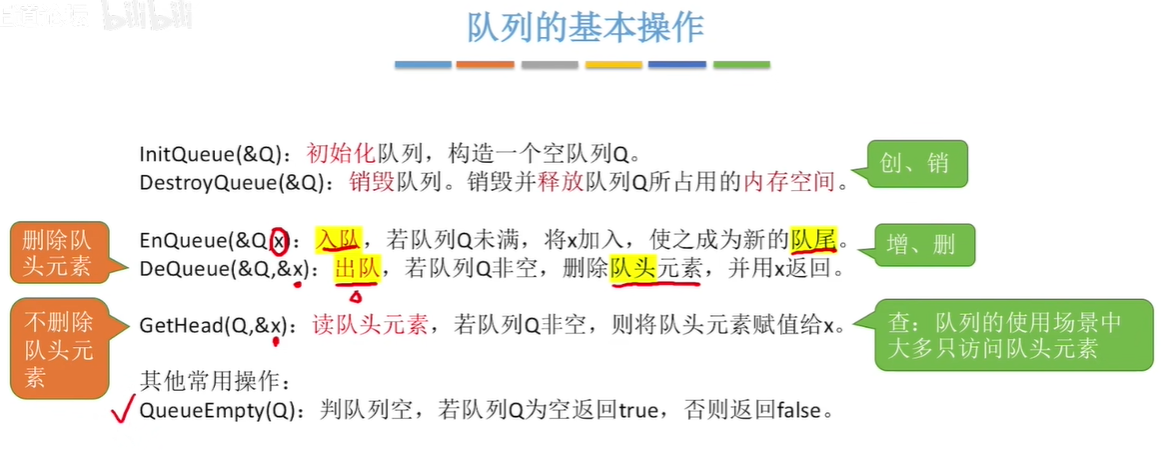 bilibili
队列的基本操作
InitQueue(&Q)：初始化队列，构造一个空队列Q。
DestroyQueue(&Q)：销毁队列。销毁并释放队列Q所占用的内存空间。
创、销
删除队
头元素
EnQueue(&Q,x)：入队，若队列Q未满，将x加入，使之成为新的队尾。
DeQueue(&Q,&x)：出队，若队列Q非空，删除队头元素，并用x返回。
增、删
不删除
队头元
素
GetHead(Q,&x)：读队头元素，若队列Q非空，则将队头元素赋值给x。
查：队列的使用场景中
大多只访问队头元素
其他常用操作：
QueueEmpty(Q)：判队列空，若队列Q为空返回true，否则返回false。